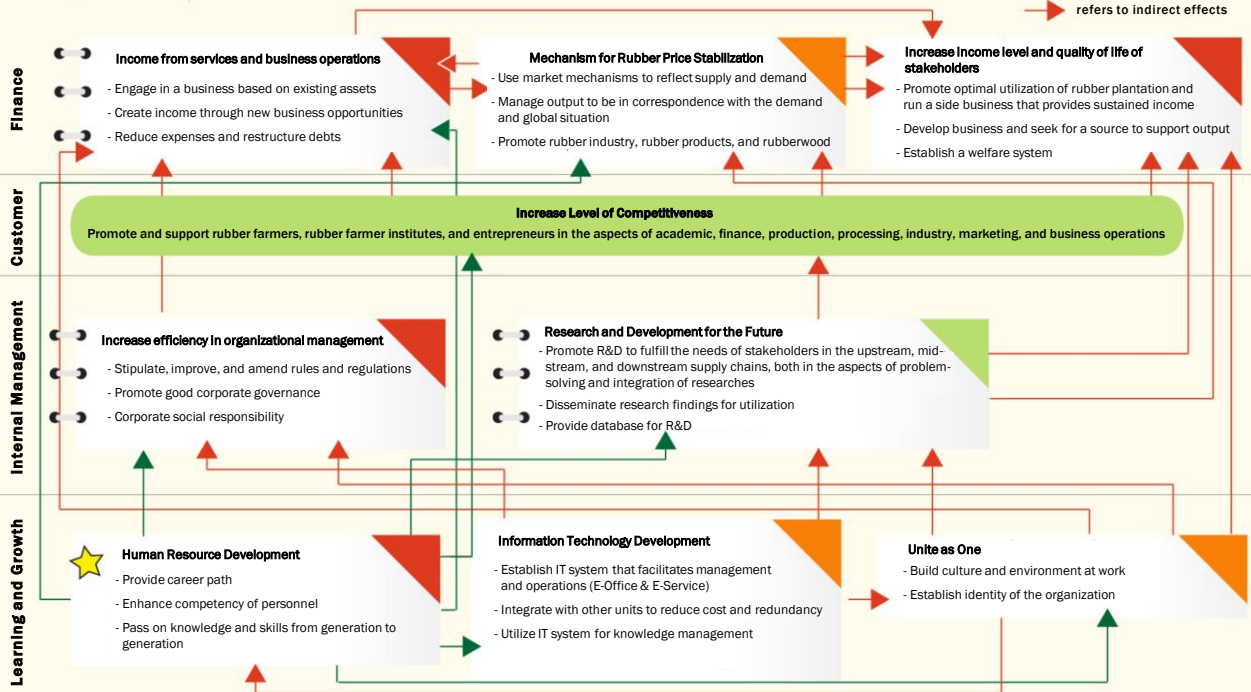 refers to indirect effects
Finance
Income from services and business operations
- Engage in a business based on existing assets
- Create income through new business opportunities
- Reduce expenses and restructure debts
Mechanism for Rubber Price Stabilization
- Use market mechanisms to reflect supply and demand
- Manage output to be in correspondence with the demand
and global situation
- Promote rubber industry, rubber products, and rubberwood
Increase income level and quality of life of
stakeholders
- Promote optimal utilization of rubber plantation and
run a side business that provides sustained income
- Develop business and seek for a source to support output
- Establish a welfare system
Customer
Increase Level of Competitiveness
Promote and support rubber farmers, rubber farmer institutes, and entrepreneurs in the aspects of academic, finance, production, processing, industry, marketing, and business operations
Internal Management
Increase efficiency in organizational management
- Stipulate, improve, and amend rules and regulations
- Promote good corporate governance
- Corporate social responsibility
Research and Development for the Future
- Promote R&D to fulfill the needs of stakeholders in the upstream, mid-
stream, and downstream supply chains, both in the aspects of problem-
solving and integration of researches
- Disseminate research findings for utilization
- Provide database for R&D
Learning and Growth
Human Resource Development
- Provide career path
- Enhance competency of personnel
- Pass on knowledge and skills from generation to
generation
Information Technology Development
- Establish IT system that facilitates management
and operations (E-Office & E-Service)
- Integrate with other units to reduce cost and redundancy
- Utilize IT system for knowledge management
Unite as One
- Build culture and environment at work
- Establish identity of the organization